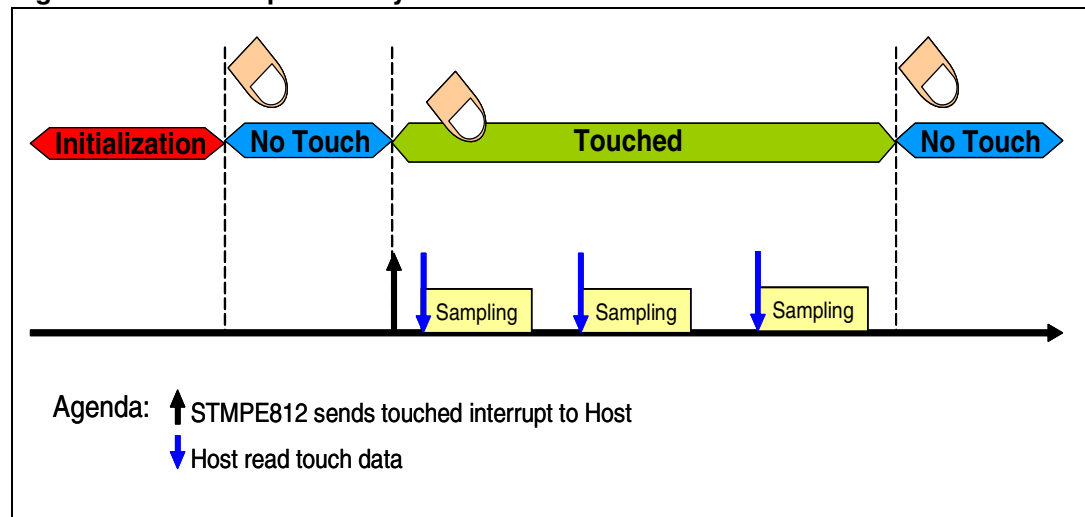 Initialization
No Touch
Touched
No Touch
Sampling
Sampling
Sampling
Agenda:
STMPE812 sends touched interrupt to Host
Host read touch data